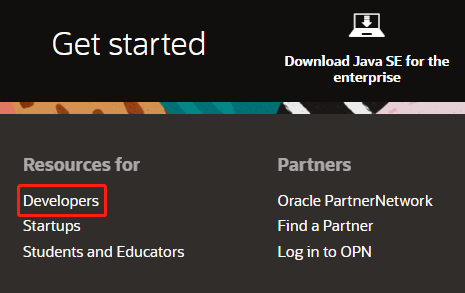 Get started
Download Java SE for the
enterprise
Resources for
Developers
Startups
Students and Educators
Partners
Oracle PartnerNetwork
Find a Partner
Log in to OPN